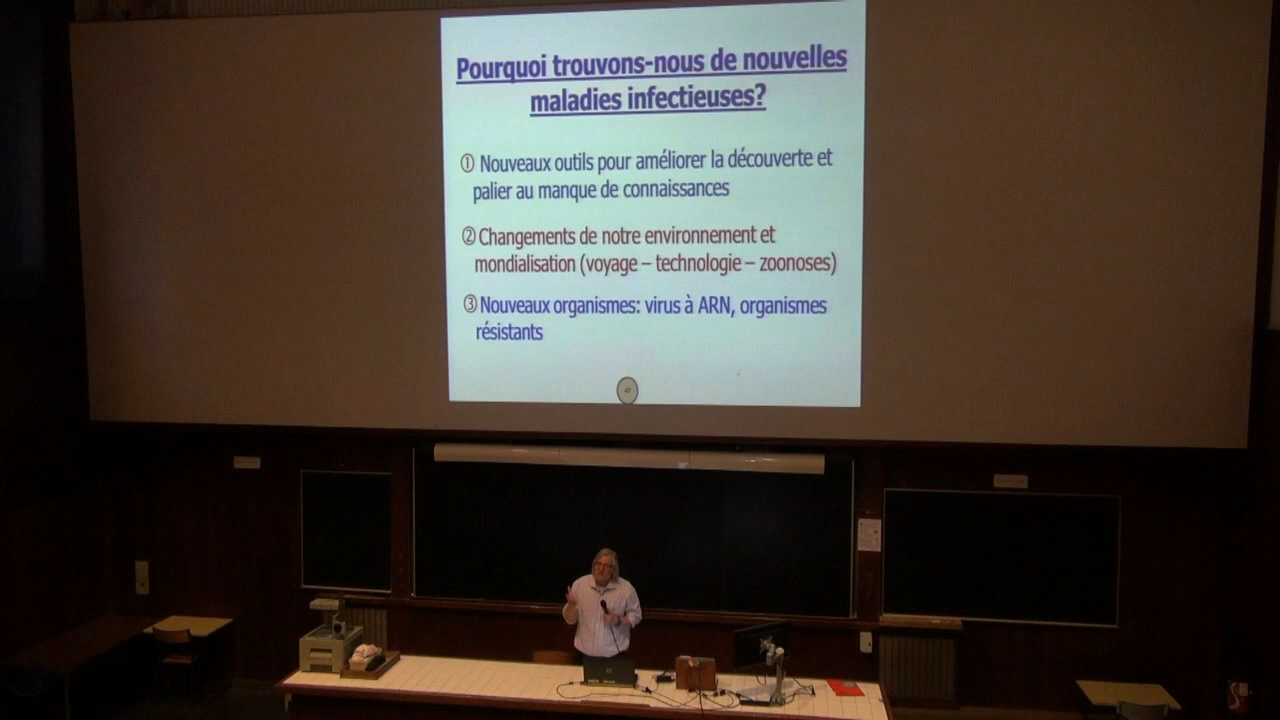 Pourquoi trouvons-nous de nouvelles
maladies infectieuses?
① Nouveaux outils pour améliorer la découverte et
palier au manque de connaissances
② Changements de notre environnement et
mondialisation (voyage – technologie – zoonoses)
③ Nouveaux organismes: virus à ARN, organismes
résistants